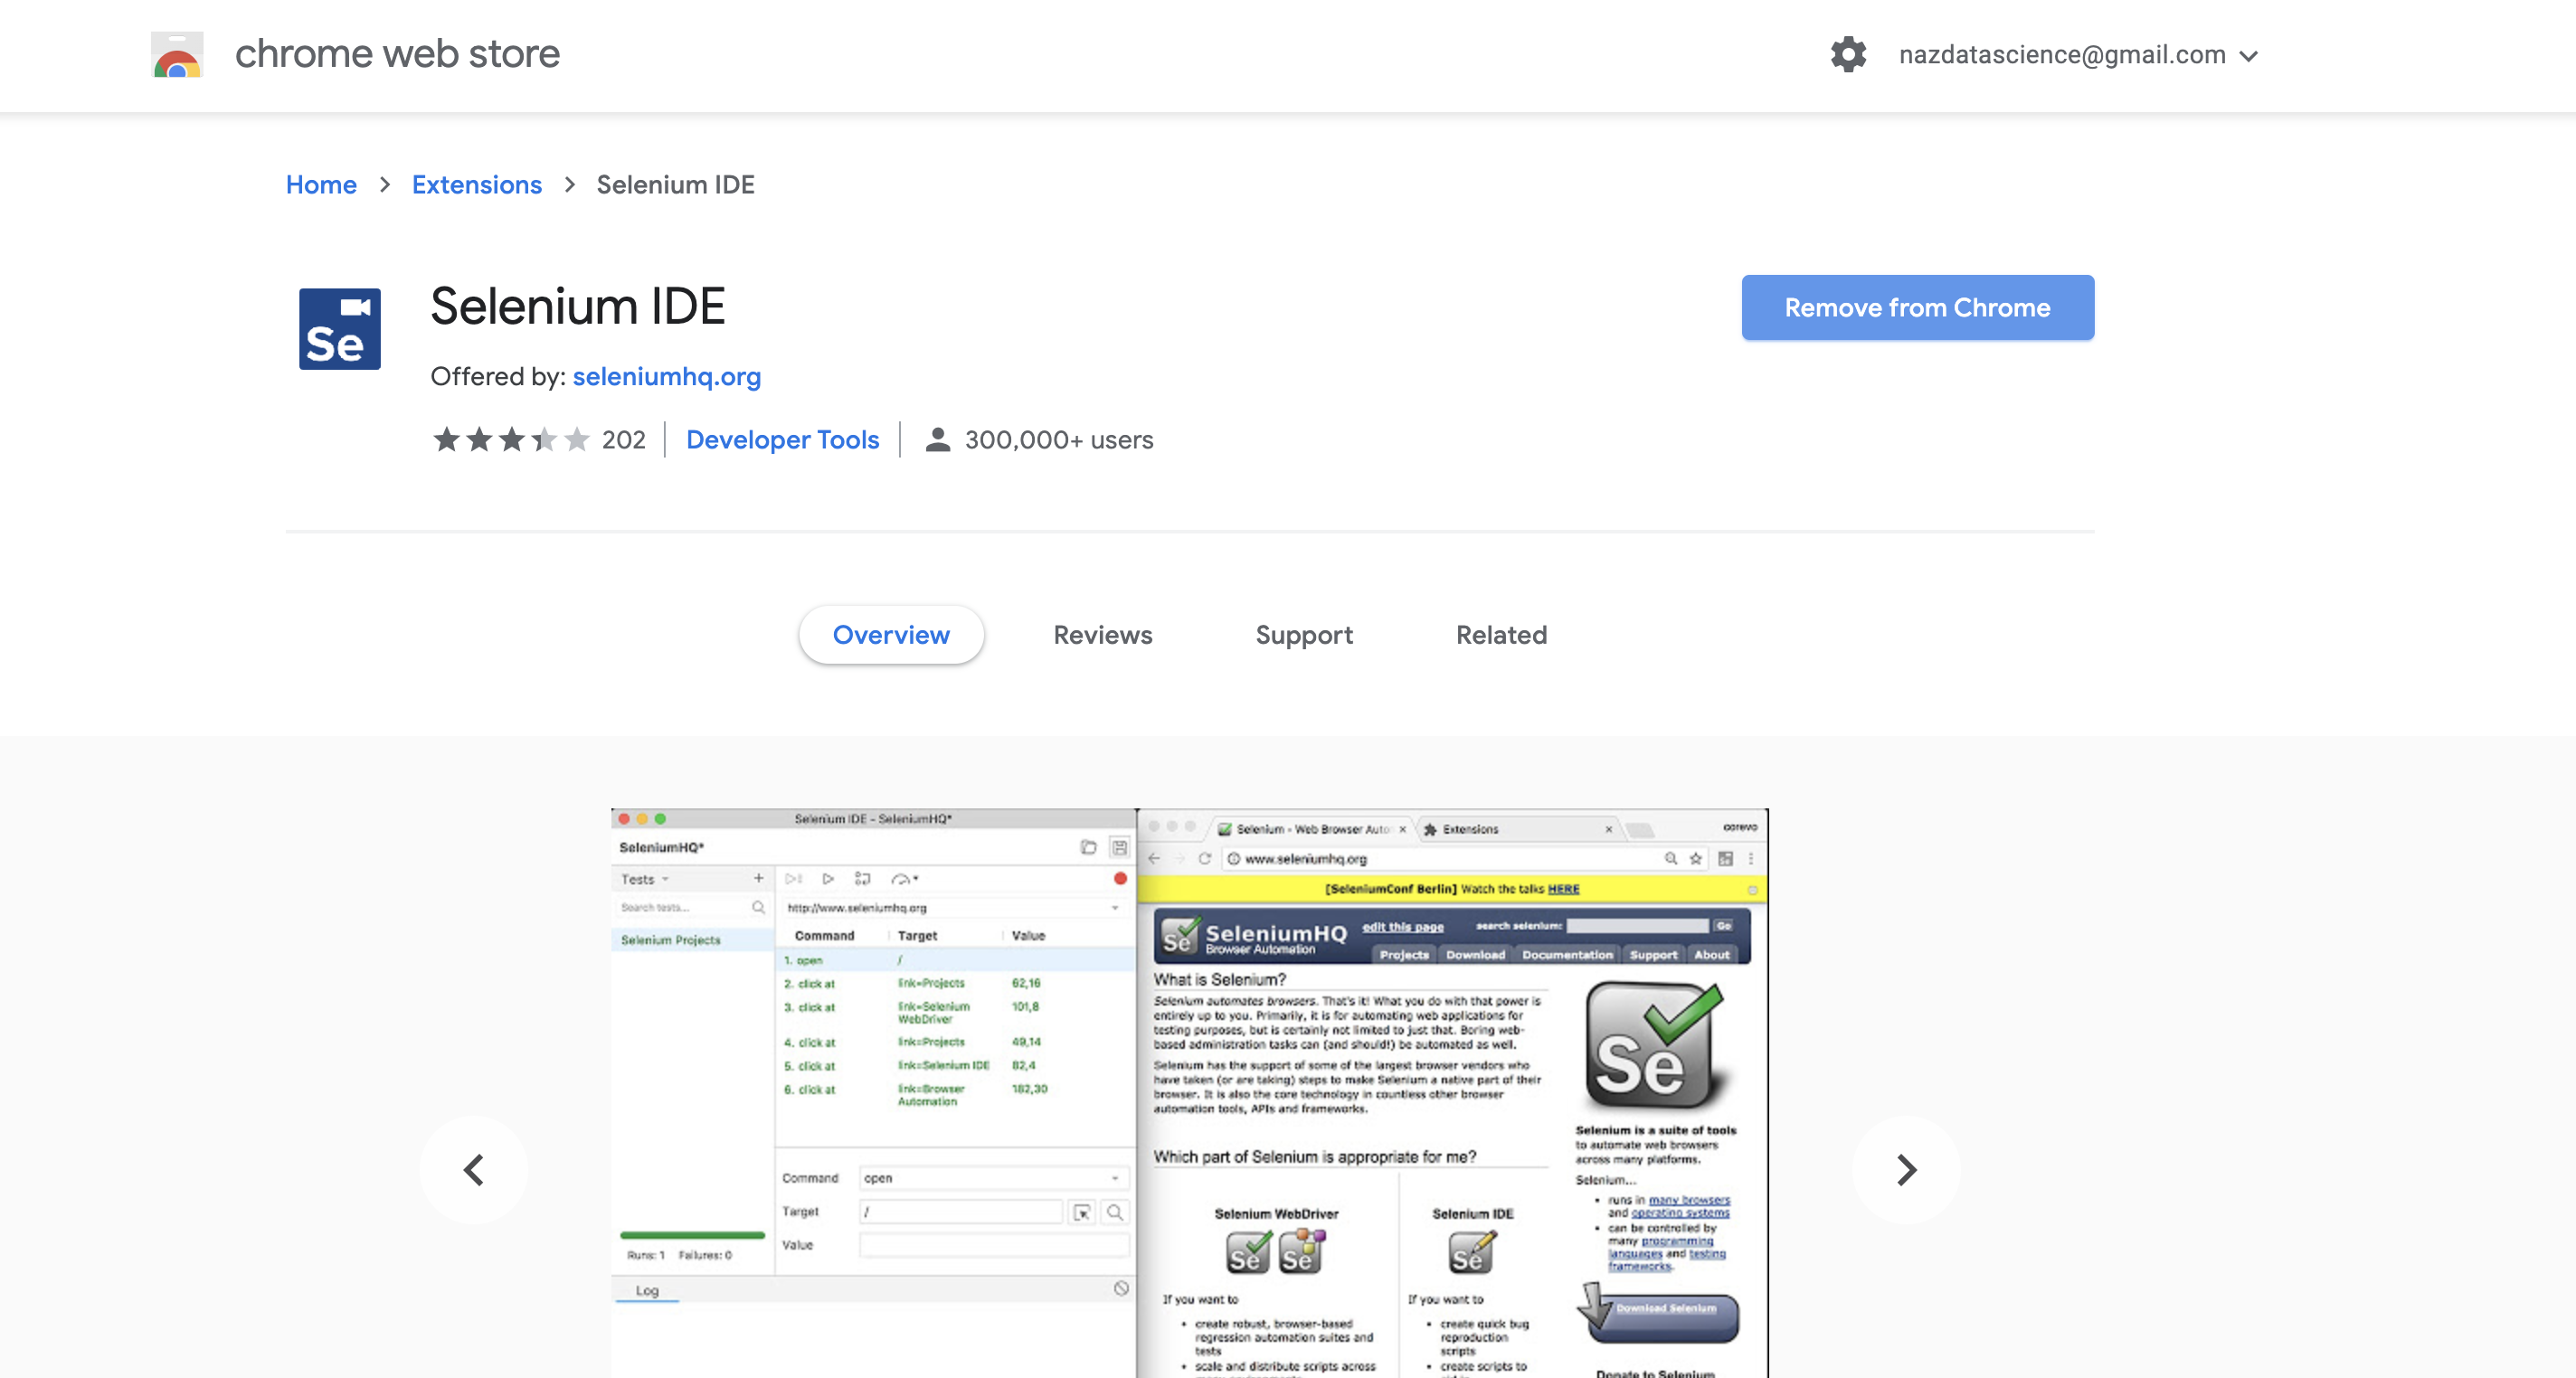 chrome web store
nazdatascience@gmail.com
Home > Extensions > Selenium IDE
Se
Selenium IDE
Remove from Chrome
Offered by: seleniumhq.org
202 | Developer Tools | 300,000+ users
Overview Reviews Support Related
Selenium IDE - SeleniumHQ*
SeleniumHQ*
Tests +
Search tests...
http://www.seleniumhq.org
Selenium Projects
Command Target Value
1. open /
2. click at link=Projects 62,16
3. click at link=Selenium WebDriver 101,8
4. click at link=Projects 49,14
5. click at link=Selenium IDE 82,4
6. click at link=Browser Automation 182,30
Command open
Target /
Value
Runs: 1 Failures: 0
Log
Selenium - Web Browser Auto Extensions
www.seleniumhq.org
[SeleniumConf Berlin] Watch the talks HERE
Se SeleniumHQ
Browser Automation
edit this page search selenium: Go
Projects Download Documentation Support About
What is Selenium?
Selenium automates browsers. That's it! What you do with that power is
entirely up to you. Primarily, it is for automating web applications for
testing purposes, but is certainly not limited to just that. Boring web-
based administration tasks can (and should!) be automated as well.
Selenium has the support of some of the largest browser vendors who
have taken (or are taking) steps to make Selenium a native part of their
browser. It is also the core technology in countless other browser
automation tools, APIs and frameworks.
Which part of Selenium is appropriate for me?
Selenium WebDriver
Se Se
If you want to
• create robust, browser-based
regression automation suites and
tests
• scale and distribute scripts across
Selenium IDE
Se
If you want to
• create quick bug
reproduction
scripts
• create scripts to
Se
Selenium is a suite of tools
to automate web browsers
across many platforms.
Selenium...
• runs in many browsers
and operating systems
• can be controlled by
many programming
languages and testing
frameworks.
Download Selenium
Donate to Selenium